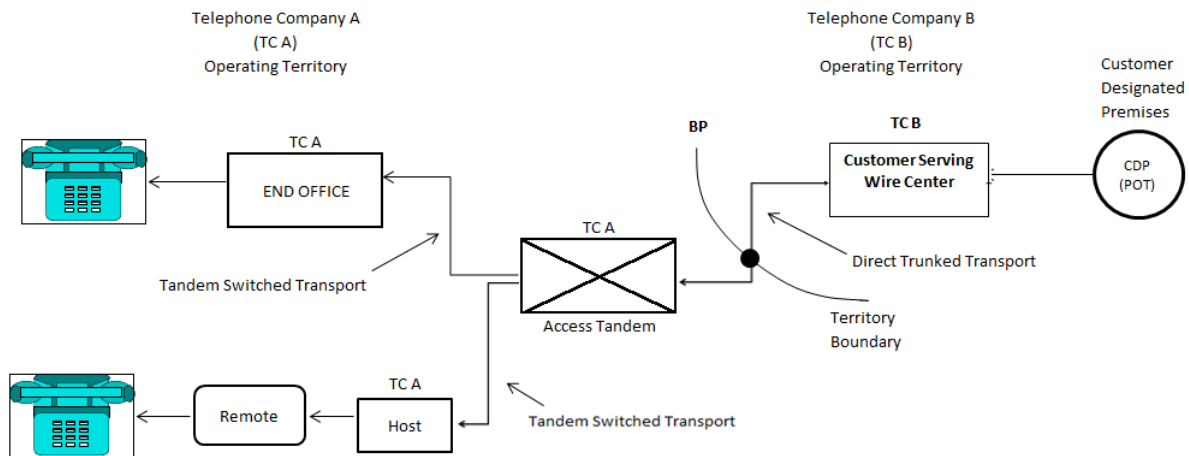 Telephone Company A
(TC A)
Operating Territory
Telephone Company B
(TC B)
Operating Territory
Customer
Designated
Premises
BP
TC B
TC A
END OFFICE
Customer Serving
Wire Center
CDP
(POT)
TC A
Tandem Switched Transport
Direct Trunked Transport
Access Tandem
Territory
Boundary
TC A
Remote
Host
Tandem Switched Transport